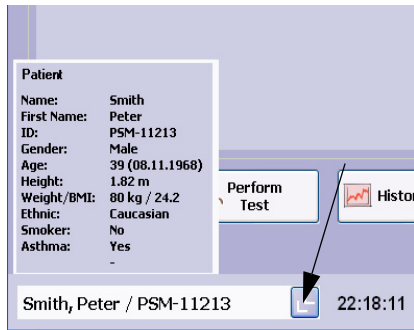 Patient
Name: Smith
First Name: Peter
ID: PSM-11213
Gender: Male
Age: 39 (08.11.1968)
Height: 1.82 m
Weight/BMI: 80 kg / 24.2
Ethnic: Caucasian
Smoker: No
Asthma: Yes
-
Perform
Test
Histo
Smith, Peter / PSM-11213
22:18:11